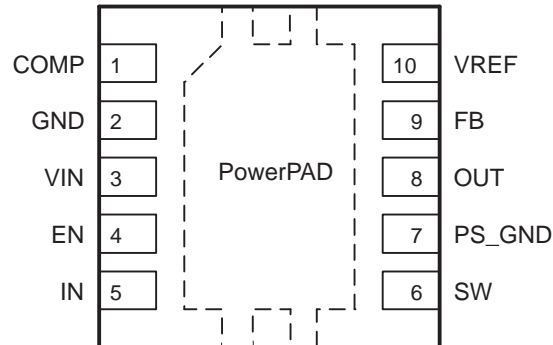 COMP 1 10 VREF
GND 2 9 FB
VIN 3 PowerPAD 8 OUT
EN 4 7 PS_GND
IN 5 6 SW